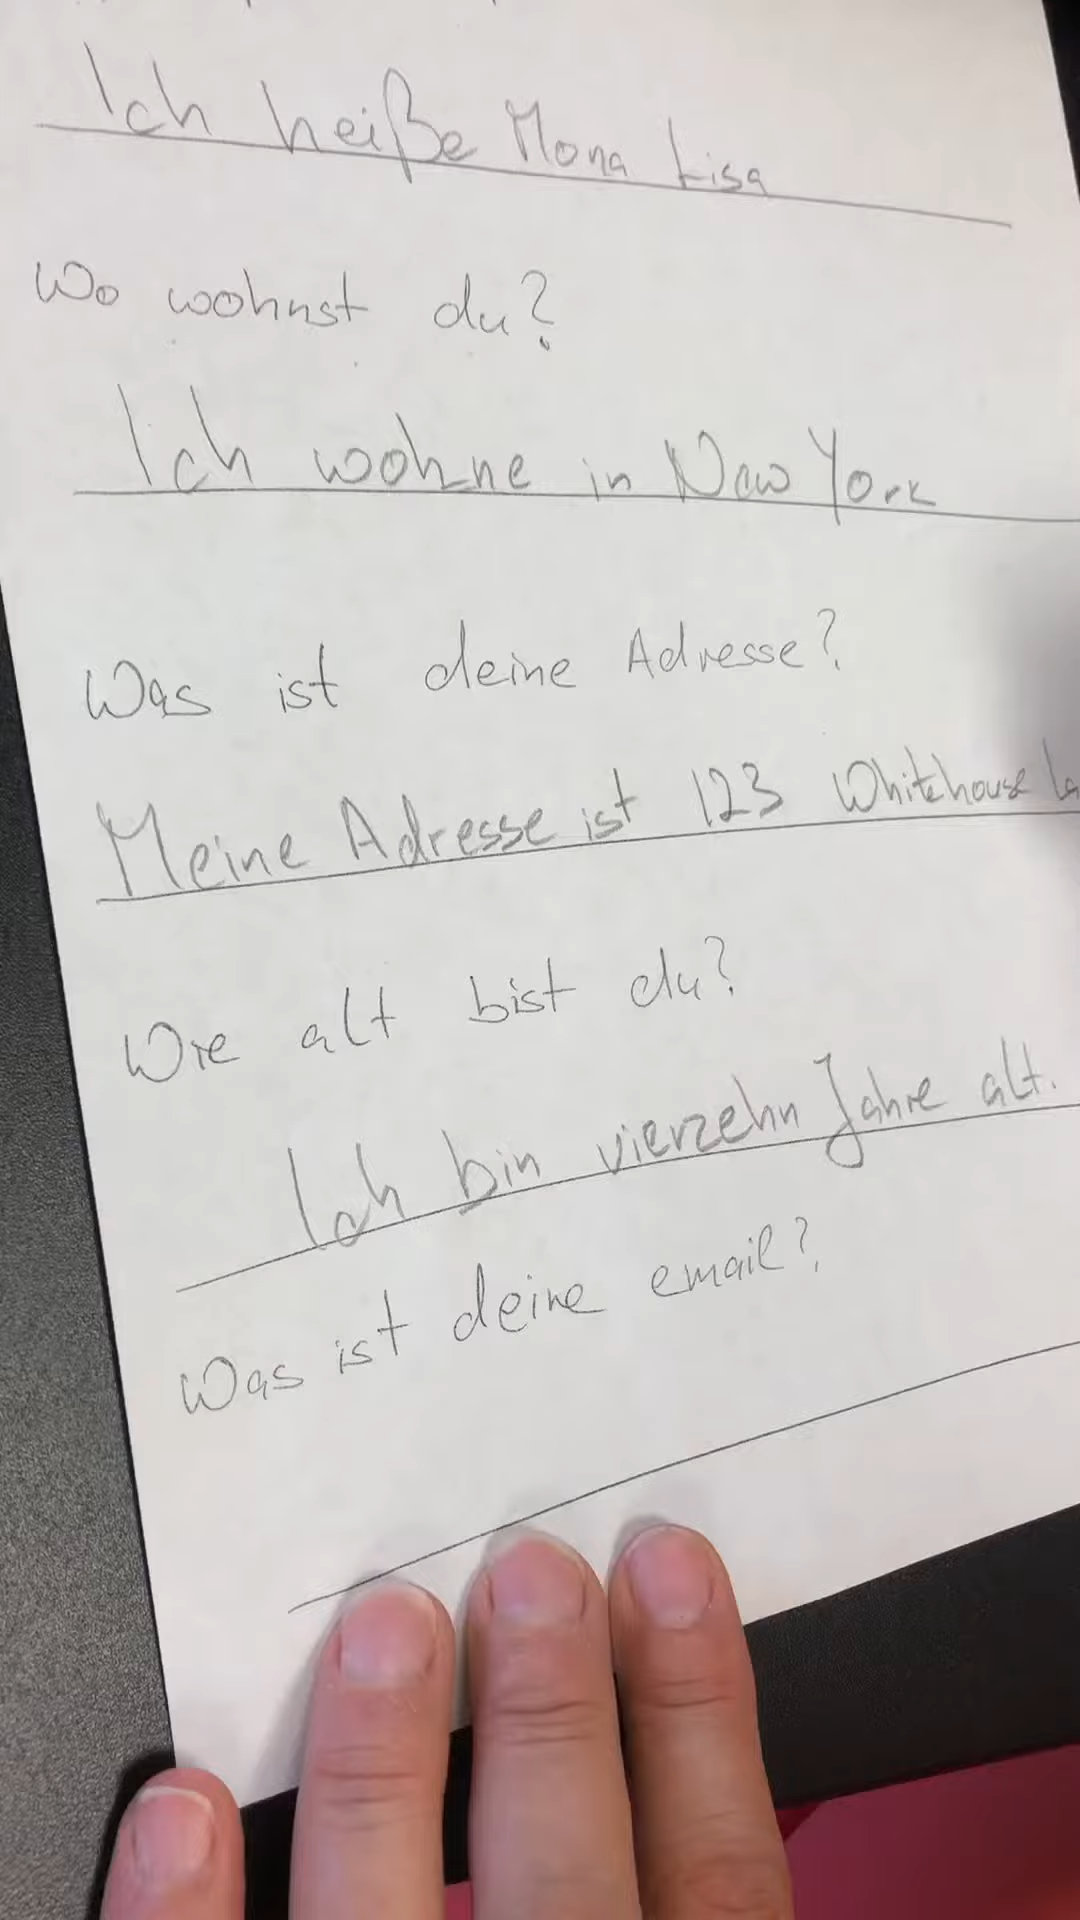 Ich heiße Mona Lisa
Wo wohnst du?
Ich wohne in New York
Was ist deine Adresse?
Meine Adresse ist 123 Whitehouse
Wie alt bist du?
Ich bin vierzehn Jahre alt.
Was ist deine email?